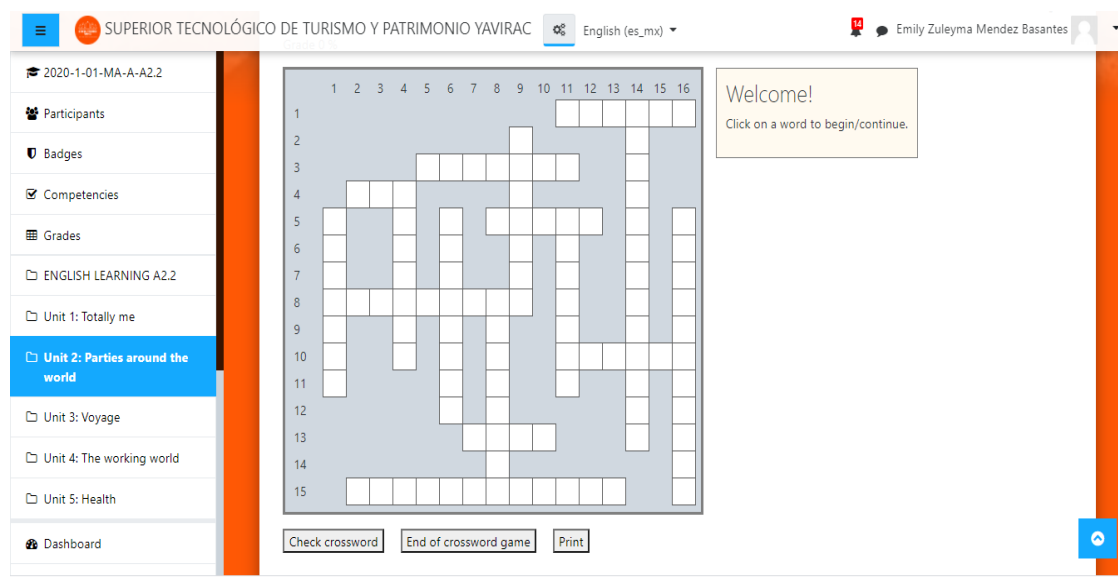 SUPERIOR TECNOLÓGICO DE TURISMO Y PATRIMONIO YAVIRAC English (es_mx) 14 Emily Zuleyma Mendez Basantes
2020-1-01-MA-A-A2.2
Participants
Badges
Competencies
Grades
ENGLISH LEARNING A2.2
Unit 1: Totally me
Unit 2: Parties around the
world
Unit 3: Voyage
Unit 4: The working world
Unit 5: Health
Dashboard
1 2 3 4 5 6 7 8 9 10 11 12 13 14 15 16
1
2
3
4
5
6
7
8
9
10
11
12
13
14
15
Welcome!
Click on a word to begin/continue.
Check crossword End of crossword game Print